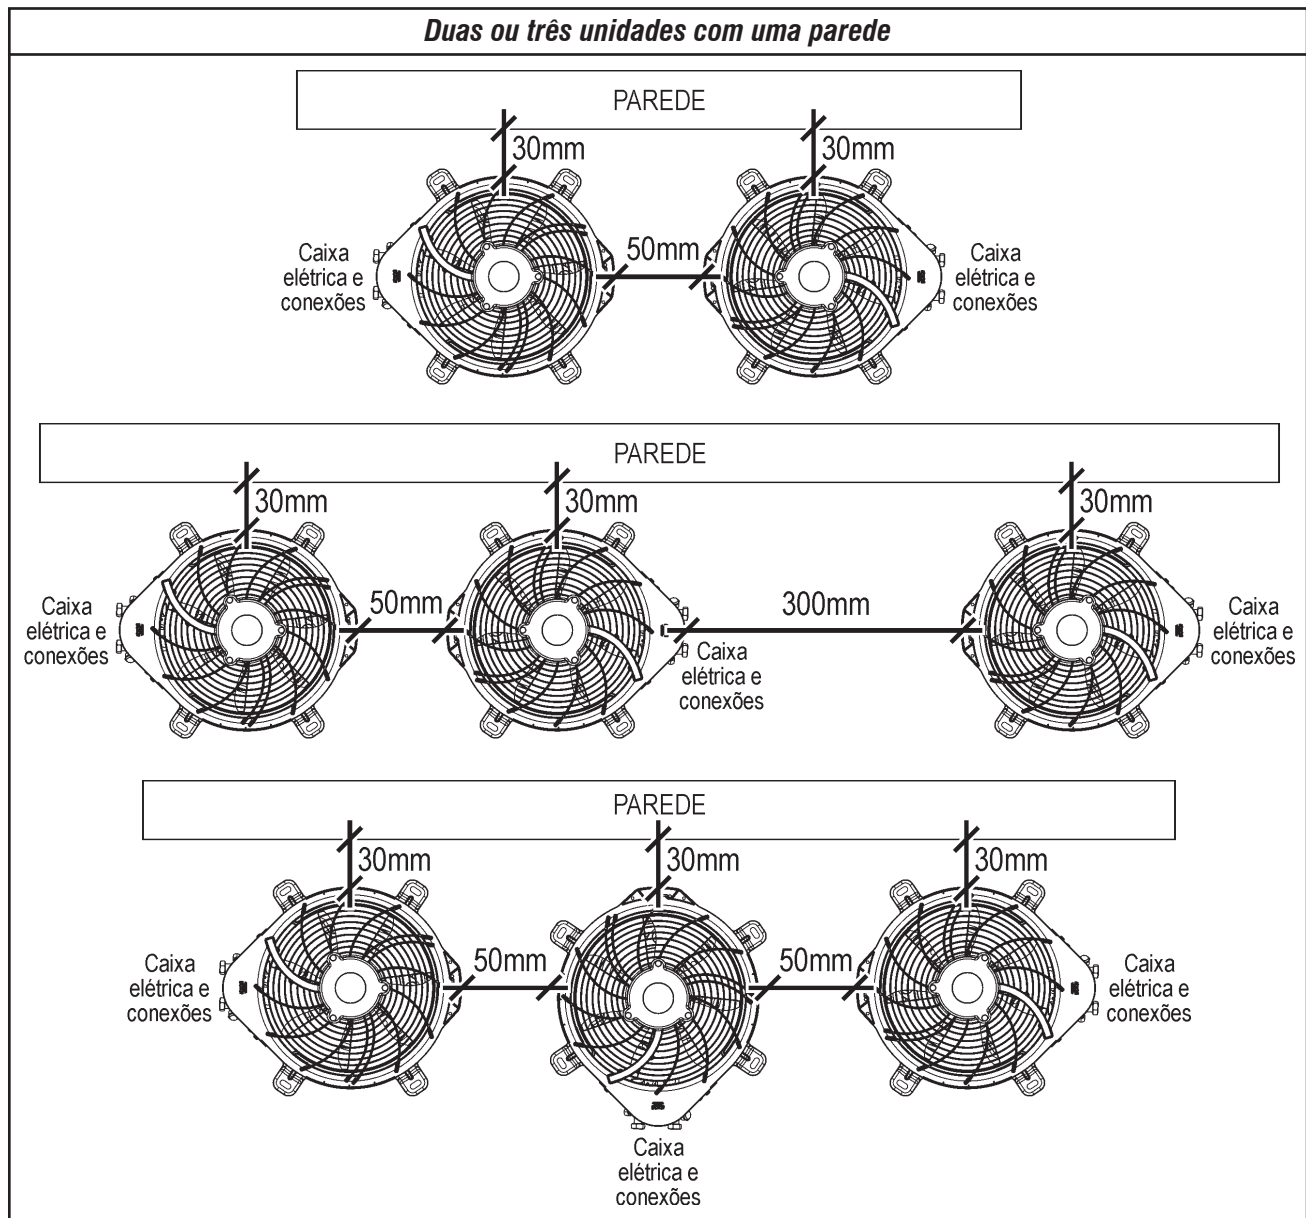 Duas ou três unidades com uma parede
PAREDE
30mm
30mm
Caixa
elétrica e
conexões
50mm
Caixa
elétrica e
conexões
PAREDE
30mm
30mm
30mm
Caixa
elétrica e
conexões
50mm
300mm
Caixa
elétrica e
conexões
Caixa
elétrica e
conexões
PAREDE
30mm
30mm
30mm
Caixa
elétrica e
conexões
50mm
50mm
Caixa
elétrica e
conexões
Caixa
elétrica e
conexões